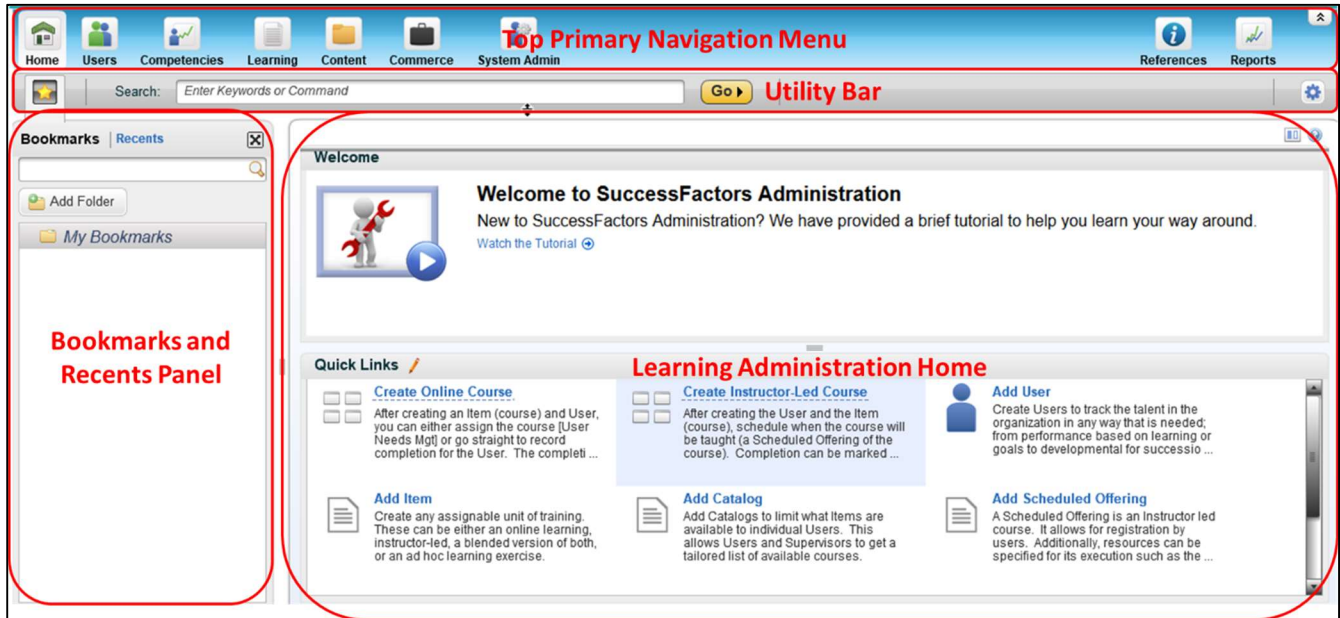 Top Primary Navigation Menu
Home Users Competencies Learning Content Commerce System Admin References Reports
Search: Enter Keywords or Command Go Utility Bar
Bookmarks Recents
Add Folder
My Bookmarks
Bookmarks and
Recents Panel
Welcome
Welcome to SuccessFactors Administration
New to SuccessFactors Administration? We have provided a brief tutorial to help you learn your way around.
Watch the Tutorial
Quick Links
Learning Administration Home
Create Online Course
After creating an Item (course) and User,
you can either assign the course [User
Needs Mgt] or go straight to record
completion for the User. The completi ...
Create Instructor-Led Course
After creating the User and the Item
(course), schedule when the course will
be taught (a Scheduled Offering of the
course). Completion can be marked ...
Add User
Create Users to track the talent in the
organization in any way that is needed;
from performance based on learning or
goals to developmental for successio ...
Add Item
Create any assignable unit of training.
These can be either an online learning,
instructor-led, a blended version of both,
or an ad hoc learning exercise.
Add Catalog
Add Catalogs to limit what Items are
available to individual Users. This
allows Users and Supervisors to get a
tailored list of available courses.
Add Scheduled Offering
A Scheduled Offering is an Instructor led
course. It allows for registration by
users. Additionally, resources can be
specified for its execution such as the ...